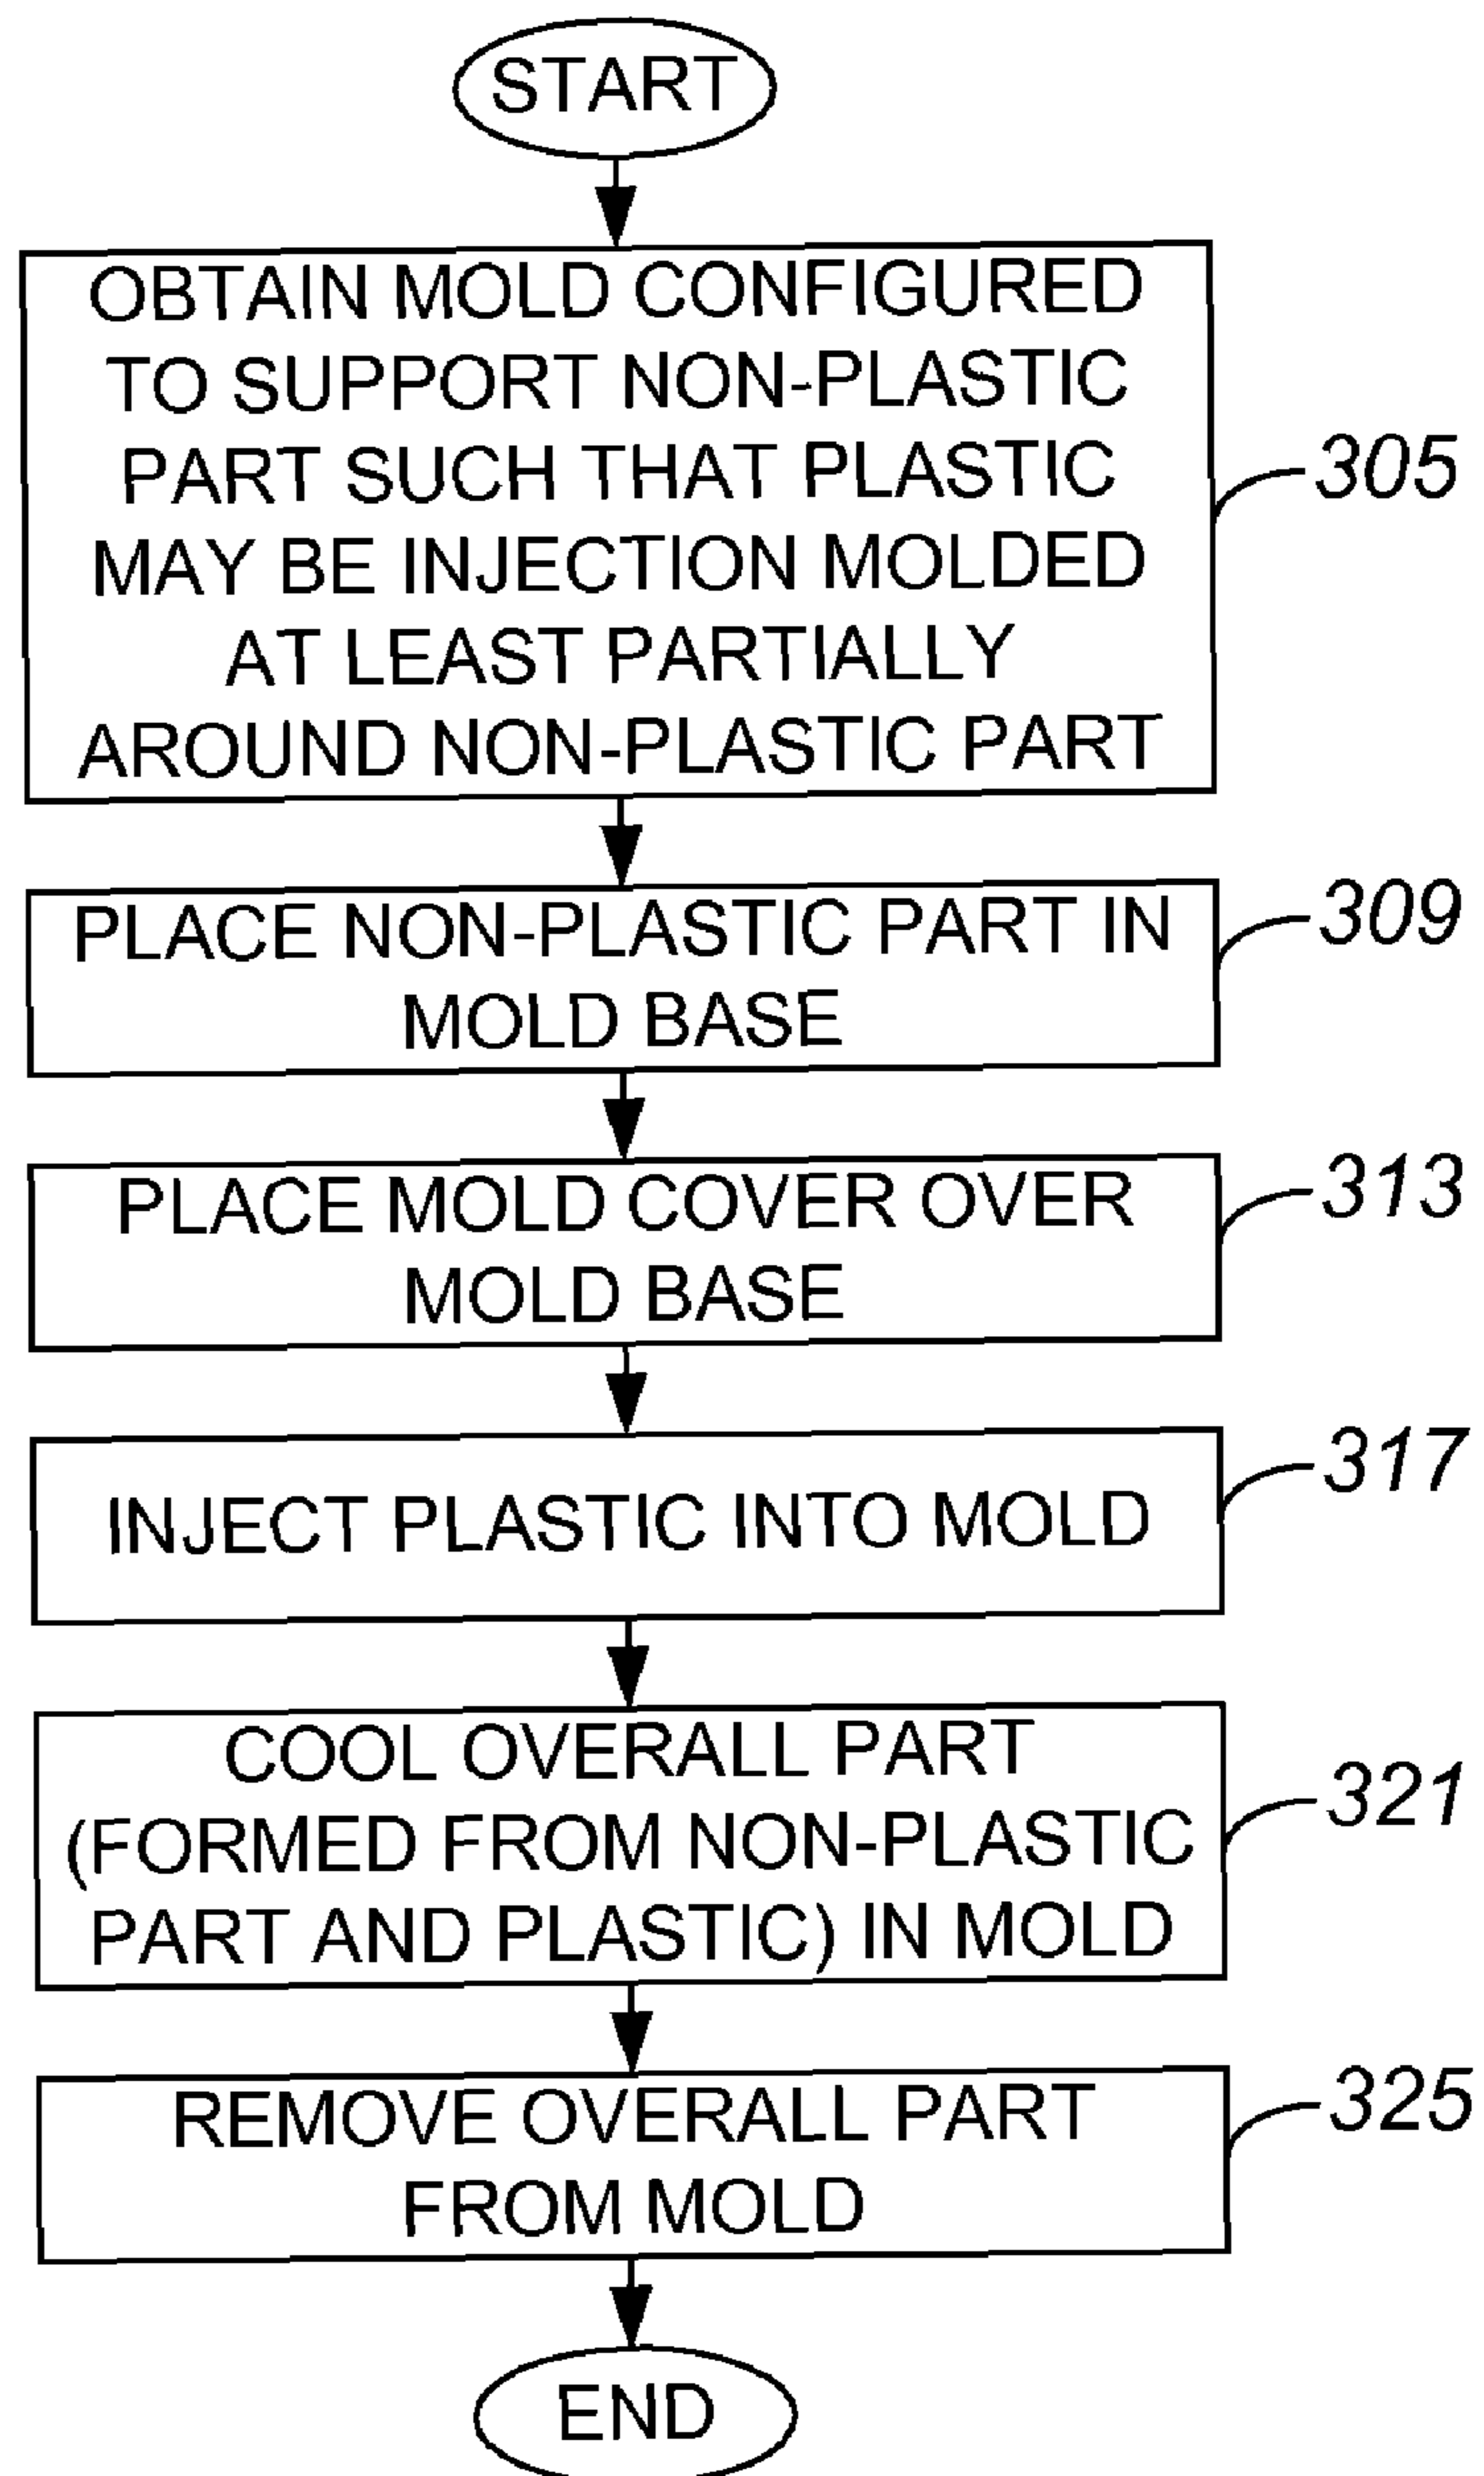 START
OBTAIN MOLD CONFIGURED
TO SUPPORT NON-PLASTIC
PART SUCH THAT PLASTIC
MAY BE INJECTION MOLDED
AT LEAST PARTIALLY
AROUND NON-PLASTIC PART
305
PLACE NON-PLASTIC PART IN
MOLD BASE
309
PLACE MOLD COVER OVER
MOLD BASE
313
INJECT PLASTIC INTO MOLD
317
COOL OVERALL PART
(FORMED FROM NON-PLASTIC
PART AND PLASTIC) IN MOLD
321
REMOVE OVERALL PART
FROM MOLD
325
END